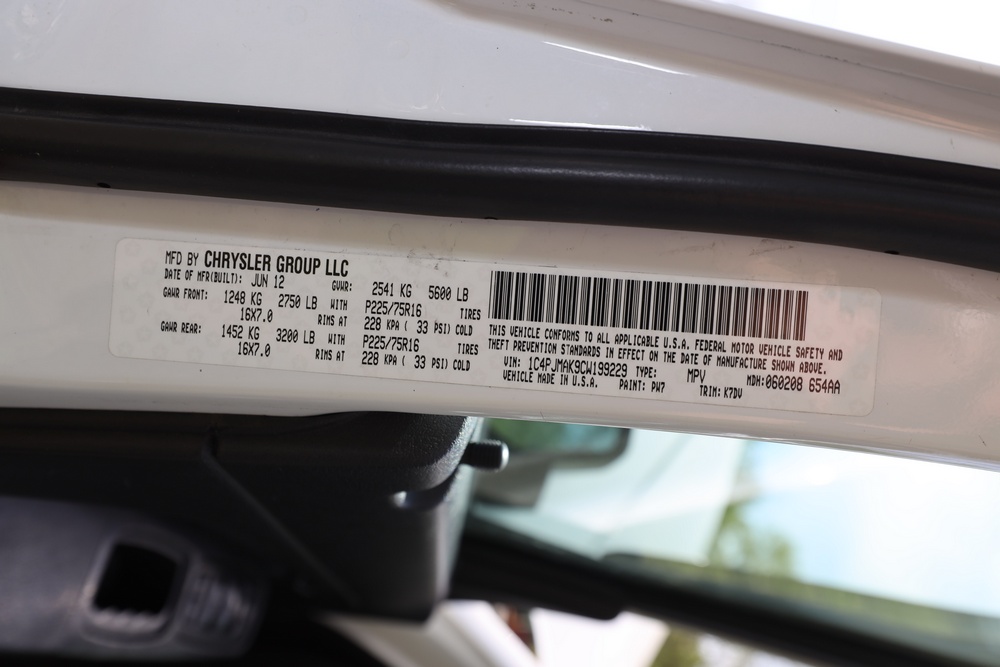 MFD BY CHRYSLER GROUP LLC
DATE OF MFR(BUILT): JUN 12 GVWR: 2541 KG 5600 LB
GAWR FRONT: 1248 KG 2750 LB WITH P225/75R16 TIRES
16X7.0 RIMS AT 228 KPA ( 33 PSI) COLD
GAWR REAR: 1452 KG 3200 LB WITH P225/75R16 TIRES
16X7.0 RIMS AT 228 KPA ( 33 PSI) COLD
THIS VEHICLE CONFORMS TO ALL APPLICABLE U.S.A. FEDERAL MOTOR VEHICLE SAFETY AND
THEFT PREVENTION STANDARDS IN EFFECT ON THE DATE OF MANUFACTURE SHOWN ABOVE.
VIN: 1C4PJMAK9CW199229 TYPE: MPV MDH:060208 654AA
VEHICLE MADE IN U.S.A. PAINT: PW7 TRIM: K7DV